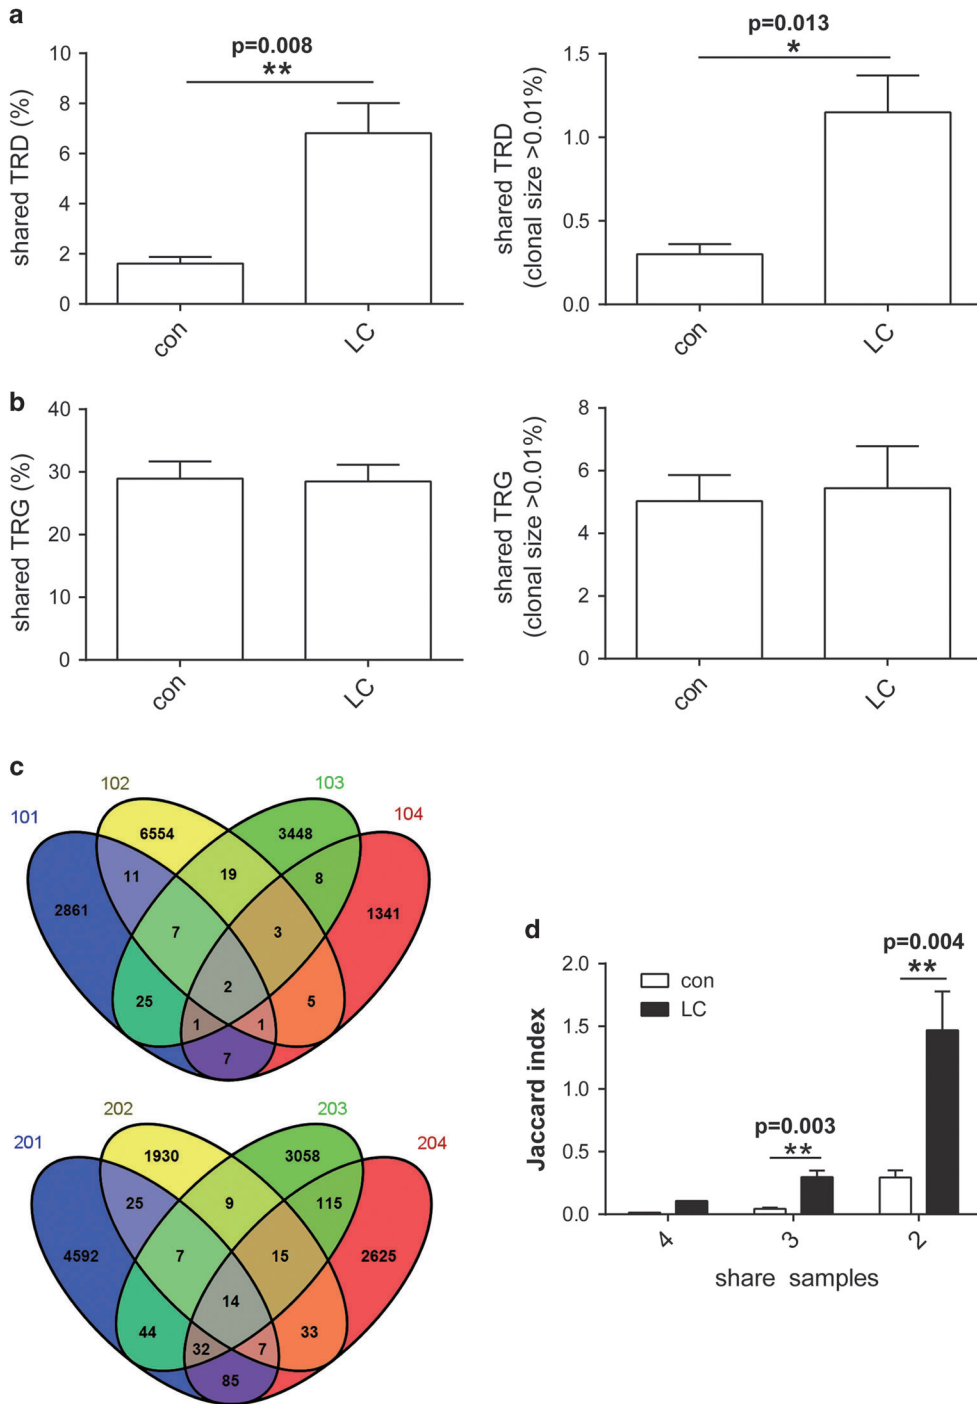 a
p=0.008
**
shared TRD (%)
10
8
6
4
2
0
con
LC
p=0.013
*
shared TRD
(clonal size >0.01%)
1.5
1.0
0.5
0.0
con
LC
b
shared TRG (%)
40
30
20
10
0
con
LC
shared TRG
(clonal size >0.01%)
8
6
4
2
0
con
LC
c
101
102
103
104
6554
3448
11
19
8
2861
1341
7
3
2
25
5
1
1
7
201
202
203
204
1930
3058
25
9
115
4592
2625
7
15
14
44
33
32
7
85
d
con
LC
p=0.004
**
p=0.003
**
Jaccard index
2.0
1.5
1.0
0.5
0.0
4
3
2
share samples